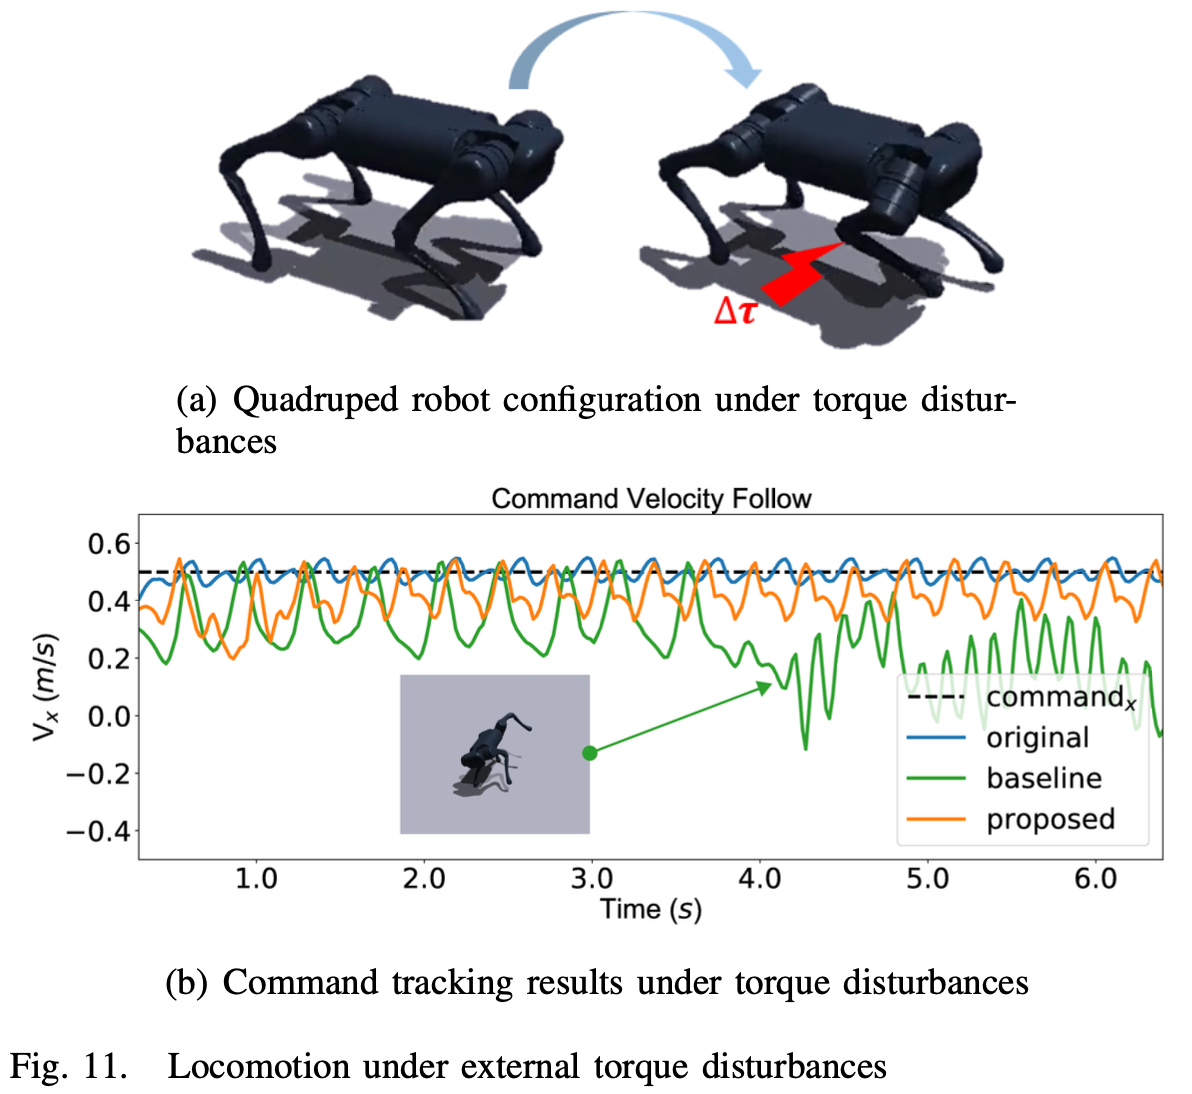 Δτ
(a) Quadruped robot configuration under torque distur-
bances
Command Velocity Follow
0.6
0.4
0.2
0.0
−0.2
−0.4
Vx (m/s)
command_x
original
baseline
proposed
1.0 2.0 3.0 4.0 5.0 6.0
Time (s)
(b) Command tracking results under torque disturbances
Fig. 11. Locomotion under external torque disturbances